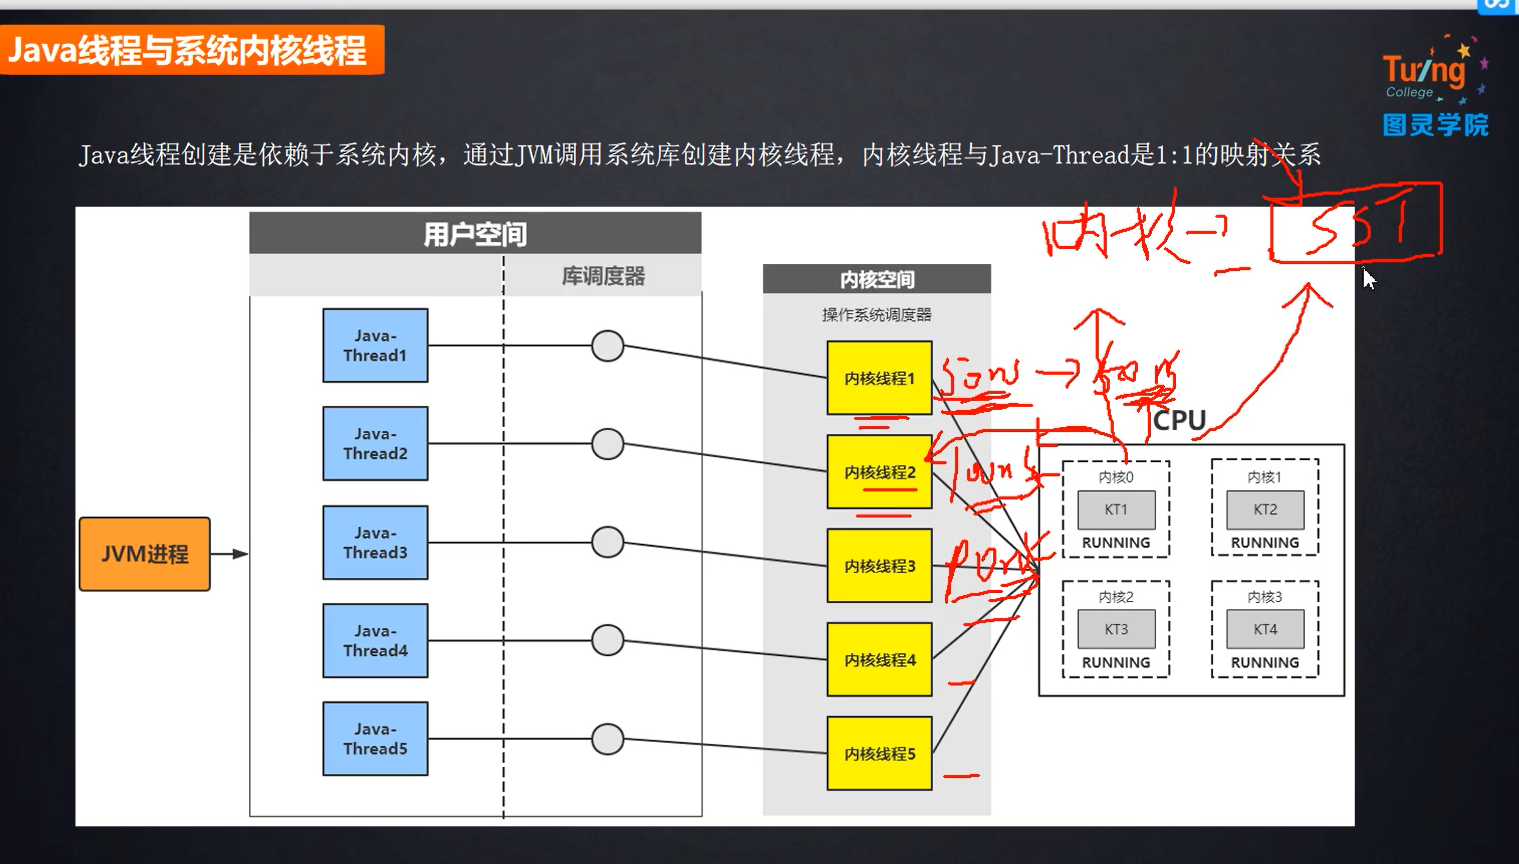 Java线程与系统内核线程
Turing
College
图灵学院
Java线程创建是依赖于系统内核，通过JVM调用系统库创建内核线程，内核线程与Java-Thread是1:1的映射关系
用户空间
库调度器
内核空间
操作系统调度器
内核→
JVM进程
Java-
Thread1
Java-
Thread2
Java-
Thread3
Java-
Thread4
Java-
Thread5
内核线程1
内核线程2
内核线程3
内核线程4
内核线程5
50ns
CPU
内核0
KT1
RUNNING
内核1
KT2
RUNNING
内核2
KT3
RUNNING
内核3
KT4
RUNNING